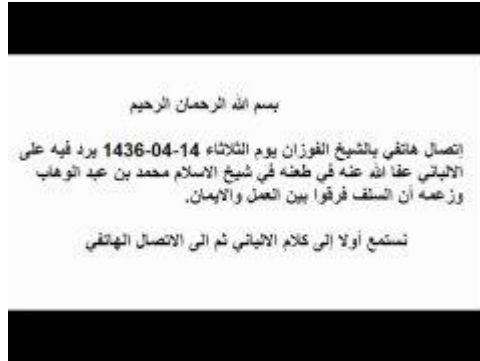 بسم الله الرحمان الرحيم
إتصال هاتفي بالشيخ الفوزان يوم الثلاثاء 14-04-1436 يرد فيه على
الالباني عفا الله عنه في طعنه في شيخ الاسلام محمد بن عبد الوهاب
وزعمه أن السلف فرقوا بين العمل والايمان.
نستمع أولا إلى كلام الالباني ثم الى الاتصال الهاتفي